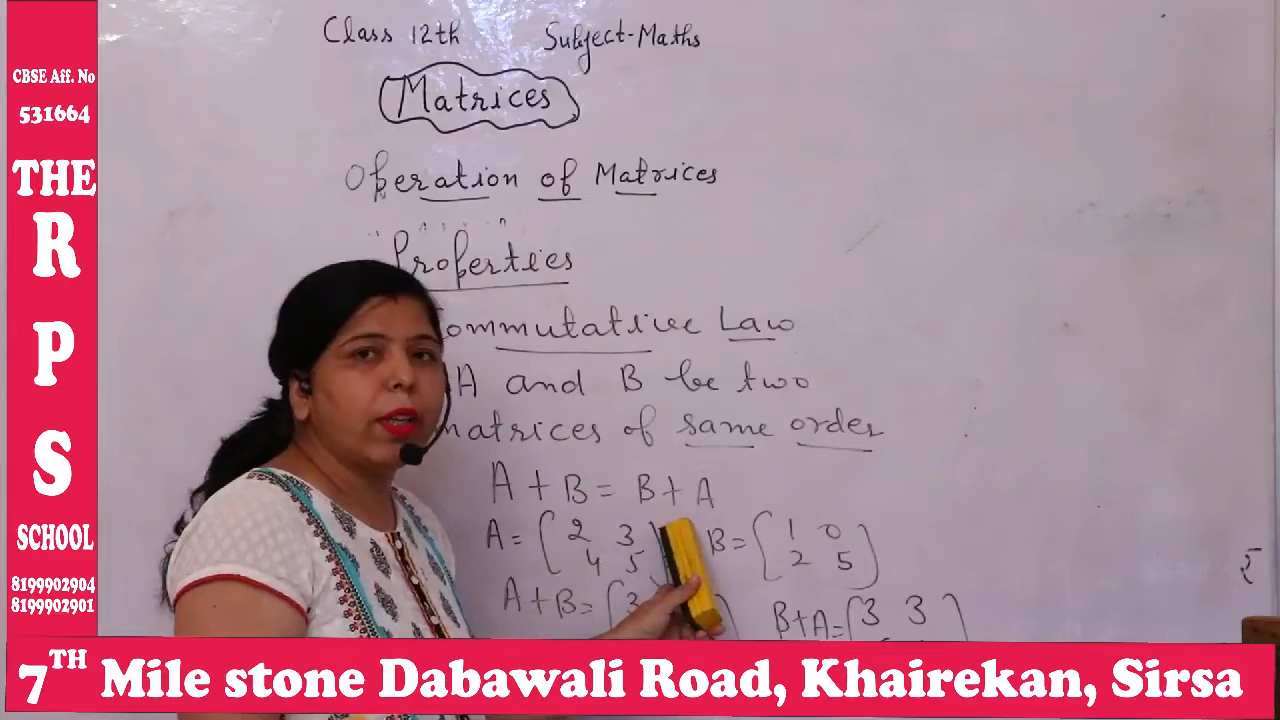 CBSE Aff. No
531664
THE
R
P
S
SCHOOL
8199902904
8199902901
Class 12th Subject-Maths
Matrices
Operation of Matrices
Properties
ommutative Law
A and B be two
matrices of same order
A + B = B + A
A = [ 2 3 B = [ 1 0 ]
4 5 2 5
A + B = [ 3 B + A = [ 3 3 ]
7TH Mile stone Dabawali Road, Khairekan, Sirsa